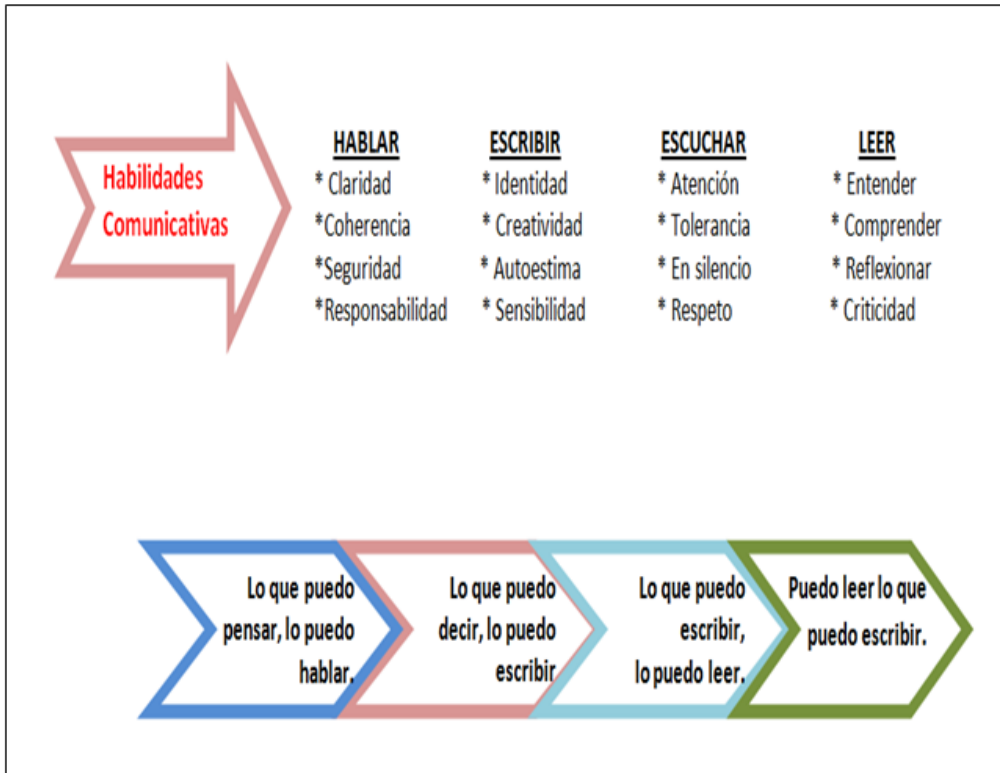 Habilidades
Comunicativas
HABLAR
* Claridad
*Coherencia
*Seguridad
*Responsabilidad
ESCRIBIR
* Identidad
* Creatividad
* Autoestima
* Sensibilidad
ESCUCHAR
* Atención
* Tolerancia
* En silencio
* Respeto
LEER
* Entender
* Comprender
* Reflexionar
* Criticidad
Lo que puedo
pensar, lo puedo
hablar.
Lo que puedo
decir, lo puedo
escribir
Lo que puedo
escribir,
lo puedo leer.
Puedo leer lo que
puedo escribir.